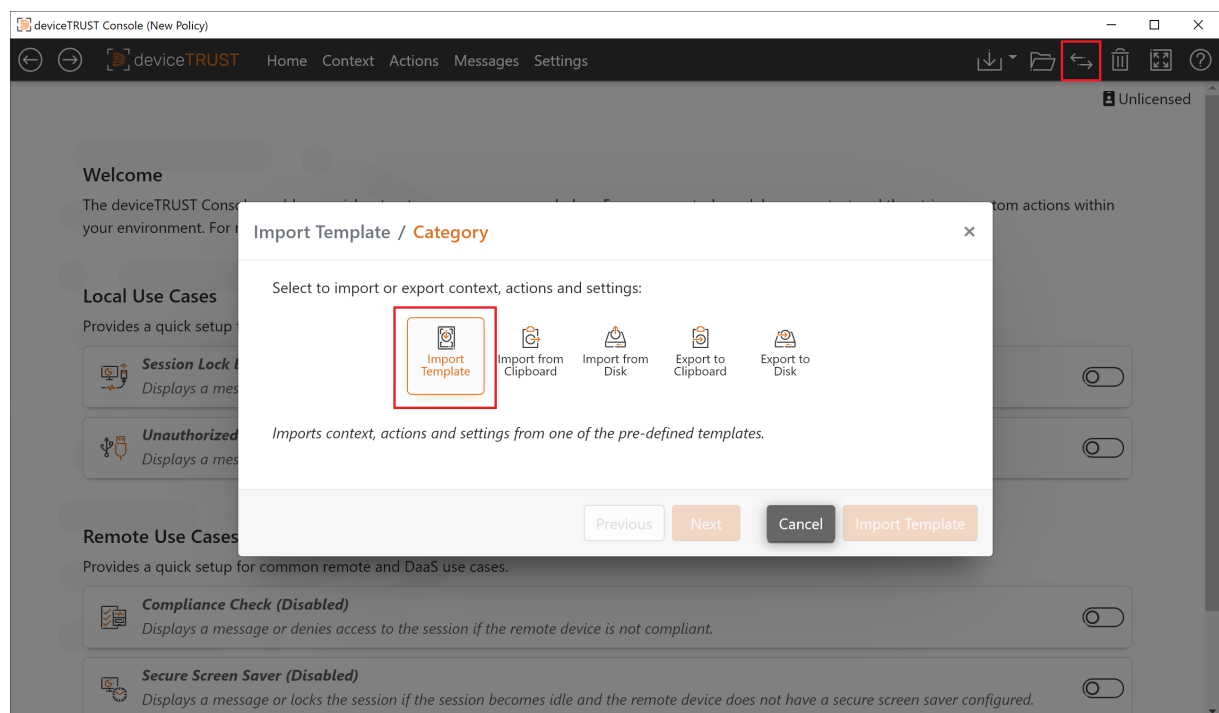 deviceTRUST Console (New Policy)
deviceTRUST Home Context Actions Messages Settings
Unlicensed
Welcome
The deviceTRUST tom actions within
your environment. For
Import Template / Category
Select to import or export context, actions and settings:
Import Template
Import from Clipboard
Import from Disk
Export to Clipboard
Export to Disk
Imports context, actions and settings from one of the pre-defined templates.
Previous Next Cancel Import Template
Local Use Cases
Provides a quick setup
Session Lock
Displays a mes
Unauthorized
Displays a mes
Remote Use Cases
Provides a quick setup for common remote and DaaS use cases.
Compliance Check (Disabled)
Displays a message or denies access to the session if the remote device is not compliant.
Secure Screen Saver (Disabled)
Displays a message or locks the session if the session becomes idle and the remote device does not have a secure screen saver configured.